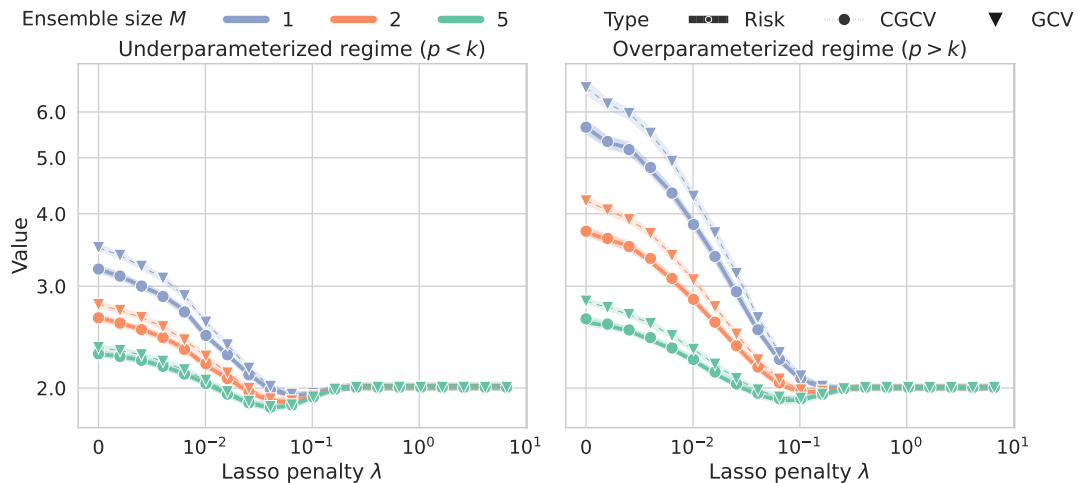 Ensemble size M 1 2 5 Type Risk CGCV GCV
Underparameterized regime (p < k)
Overparameterized regime (p > k)
Value
6.0
5.0
4.0
3.0
2.0
0 10⁻² 10⁻¹ 10⁰ 10¹
0 10⁻² 10⁻¹ 10⁰ 10¹
Lasso penalty λ
Lasso penalty λ